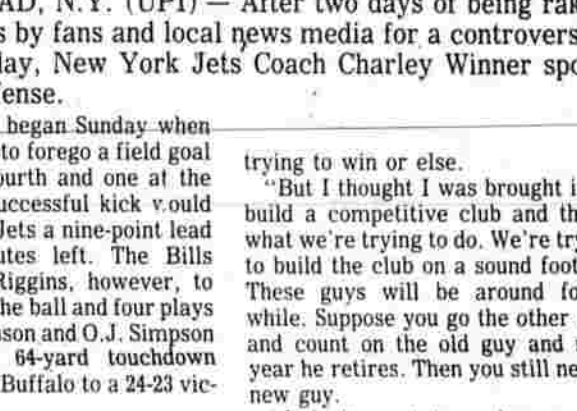 AD, N.Y. (UPI) — After two days of being rak
s by fans and local news media for a controvers
lay, New York Jets Coach Charley Winner spo
ense.
began Sunday when
to forego a field goal
ourth and one at the
uccessful kick would
Jets a nine-point lead
utes left. The Bills
Riggins, however, to
he ball and four plays
son and O.J. Simpson
64-yard touchdown
Buffalo to a 24-23 vic-
trying to win or else.
"But I thought I was brought i
build a competitive club and th
what we're trying to do. We're try
to build the club on a sound foot
These guys will be around fo
while. Suppose you go the other
and count on the old guy and
year he retires. Then you still ne
new guy.